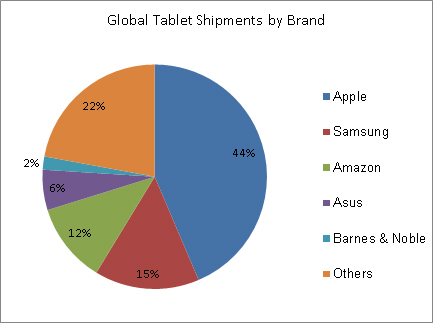 Global Tablet Shipments by Brand
44%
15%
12%
6%
2%
22%
Apple
Samsung
Amazon
Asus
Barnes & Noble
Others